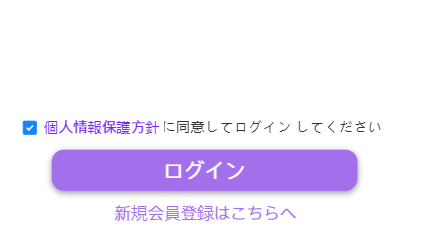 個人情報保護方針に同意してログイン してください
ログイン
新規会員登録はこちらへ